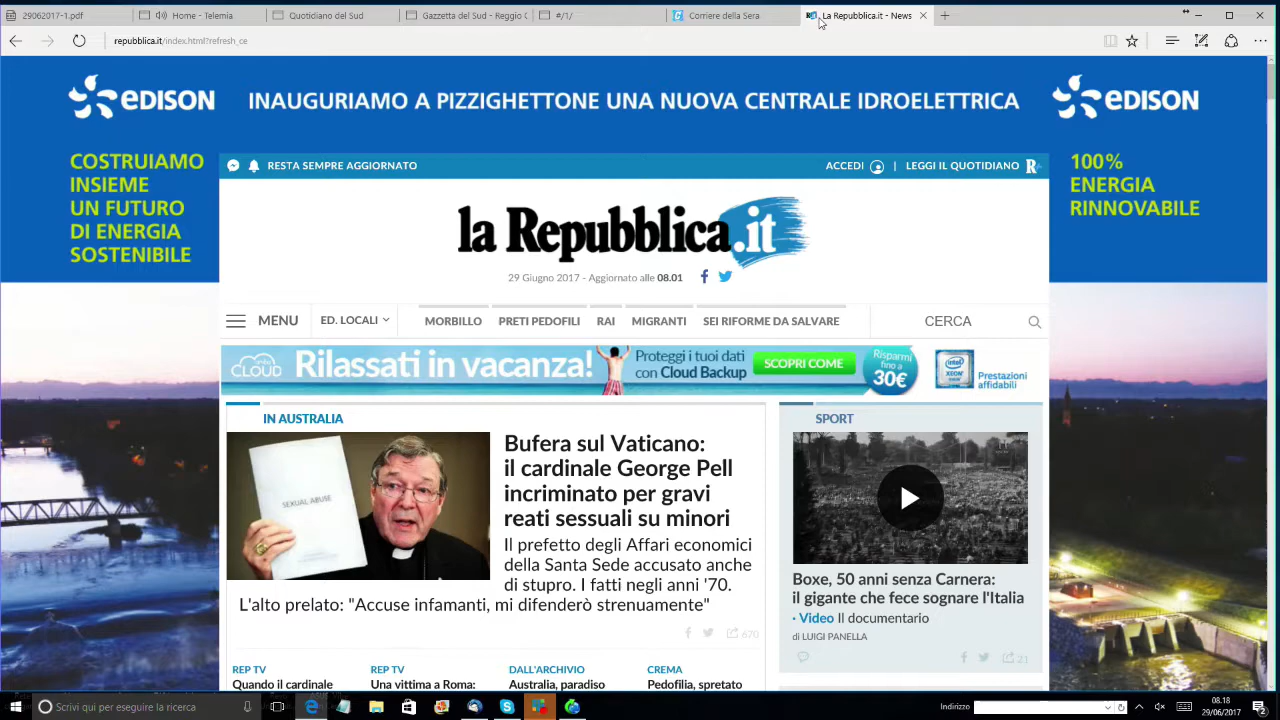 29062017-1.pdf
Home - Telemia
Quotidiano del Sud
Gazzetta del Sud - Reggio C
#/1/
Corriere della Sera
La Repubblica.it - News
repubblica.it/index.html?refresh_ce
eDISON
INAUGURIAMO A PIZZIGHETTONE UNA NUOVA CENTRALE IDROELETTRICA
eDISON
COSTRUIAMO
INSIEME
UN FUTURO
DI ENERGIA
SOSTENIBILE
100%
ENERGIA
RINNOVABILE
RESTA SEMPRE AGGIORNATO
ACCEDI | LEGGI IL QUOTIDIANO R+
la Repubblica.it
29 Giugno 2017 - Aggiornato alle 08.01
MENU
ED. LOCALI
MORBILLO
PRETI PEDOFILI
RAI
MIGRANTI
SEI RIFORME DA SALVARE
CERCA
CLOUD
Rilassati in vacanza!
Proteggi i tuoi dati
con Cloud Backup
SCOPRI COME
Risparmi
fino a
30€
intel
XEON
Prestazioni
affidabili
IN AUSTRALIA
SEXUAL ABUSE
Bufera sul Vaticano:
il cardinale George Pell
incriminato per gravi
reati sessuali su minori
Il prefetto degli Affari economici
della Santa Sede accusato anche
di stupro. I fatti negli anni '70.
L'alto prelato: "Accuse infamanti, mi difenderò strenuamente"
670
REP TV
Quando il cardinale
REP TV
Una vittima a Roma:
DALL'ARCHIVIO
Australia, paradiso
CREMA
Pedofilia, spretato
SPORT
Boxe, 50 anni senza Carnera:
il gigante che fece sognare l'Italia
· Video Il documentario
di LUIGI PANELLA
21
Scrivi qui per eseguire la ricerca
Indirizzo
08.18
29/06/2017
2